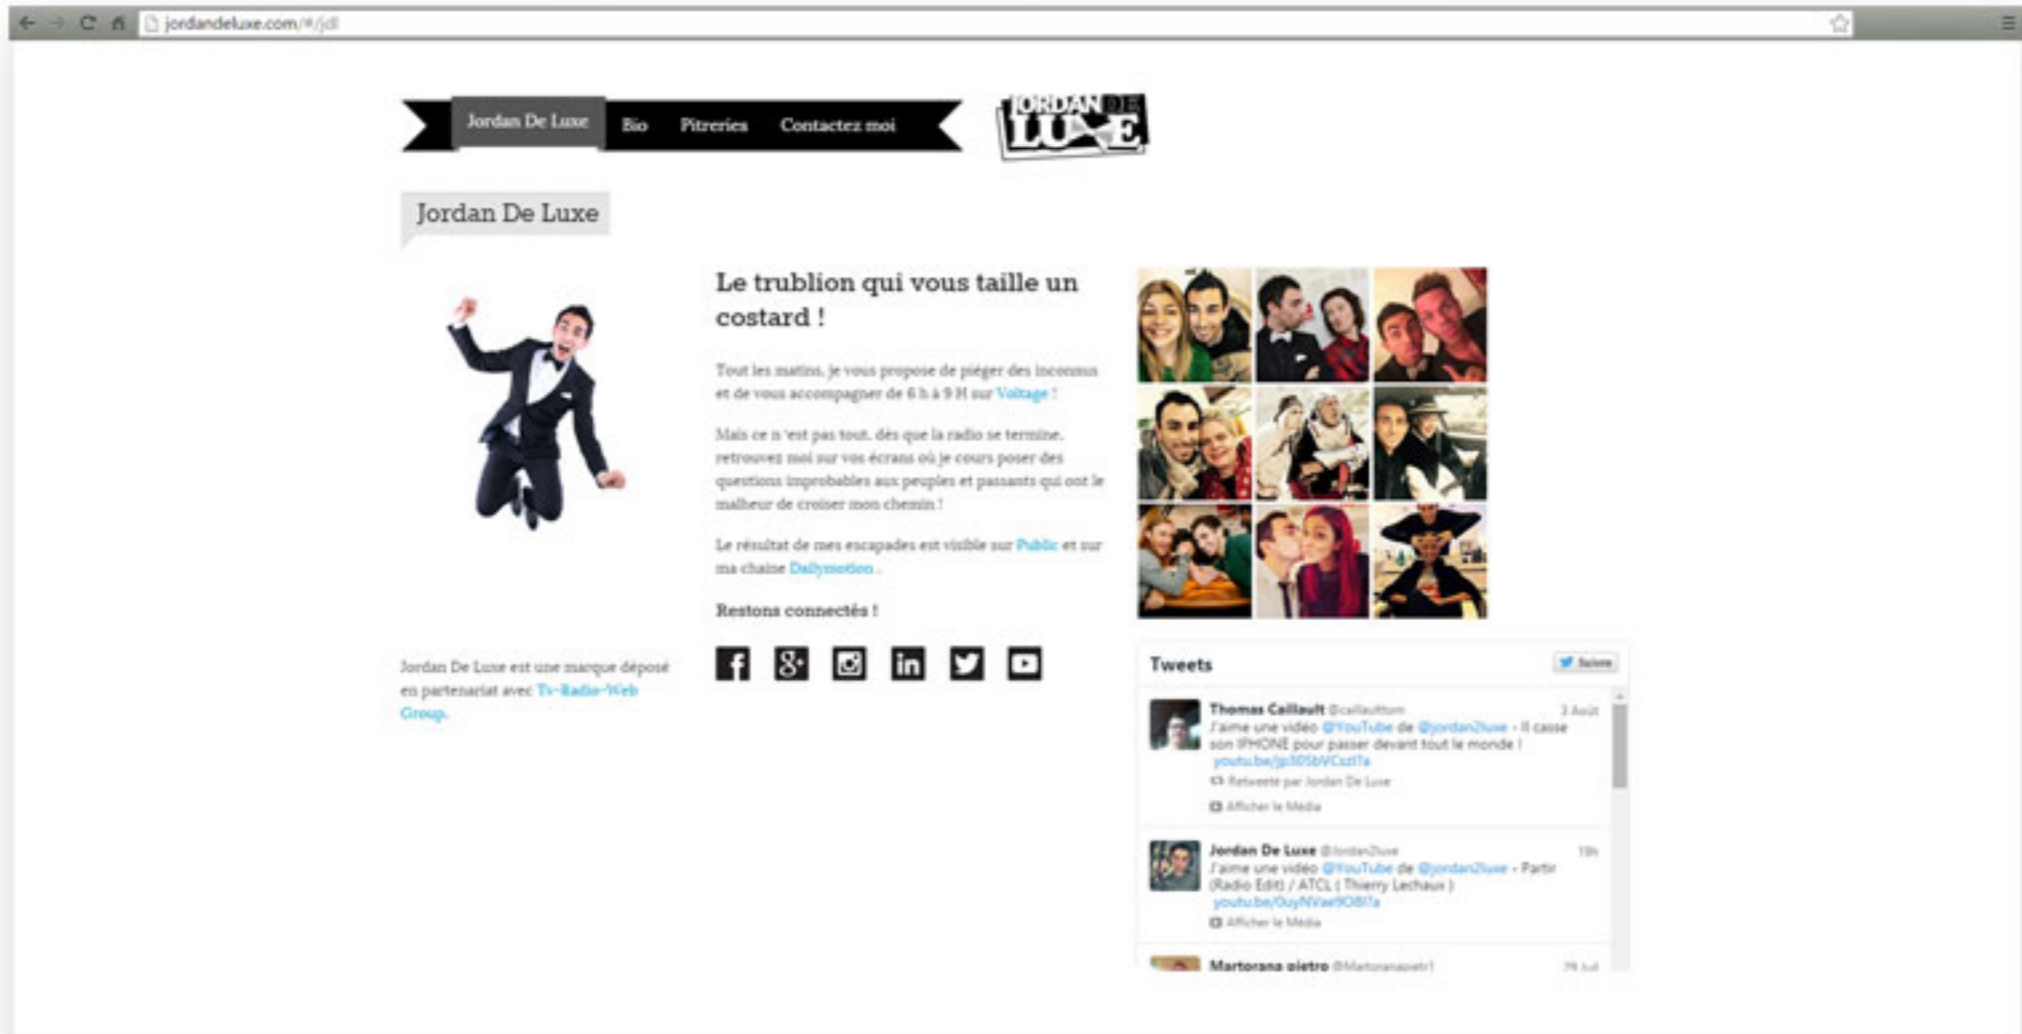 jordandeluxe.com/#/jdl
Jordan De Luxe
Bio
Pitreries
Contactez moi
JORDAN DE
LUXE
Jordan De Luxe
Le trublion qui vous taille un
costard !
Tout les matins, je vous propose de piéger des inconnus
et de vous accompagner de 6 h à 9 H sur Voltage !
Mais ce n 'est pas tout, dès que la radio se termine,
retrouvez moi sur vos écrans où je cours poser des
questions improbables aux peuples et passants qui ont le
malheur de croiser mon chemin !
Le résultat de mes escapades est visible sur Public et sur
ma chaine Dailymotion .
Restons connectés !
Jordan De Luxe est une marque déposé
en partenariat avec Tv-Radio-Web
Group.
Tweets
Suivre
Thomas Caillault @caillaulttom
3 Août
J'aime une vidéo @YouTube de @jordan2luxe - Il casse
son IPHONE pour passer devant tout le monde !
Retweeté par Jordan De Luxe
Afficher le Média
Jordan De Luxe @Jordan2luxe
19h
J'aime une vidéo @YouTube de @jordan2luxe - Partir
(Radio Edit) / ATCL ( Thierry Lechaux )
Afficher le Média
Martorana pietro
29 Juil